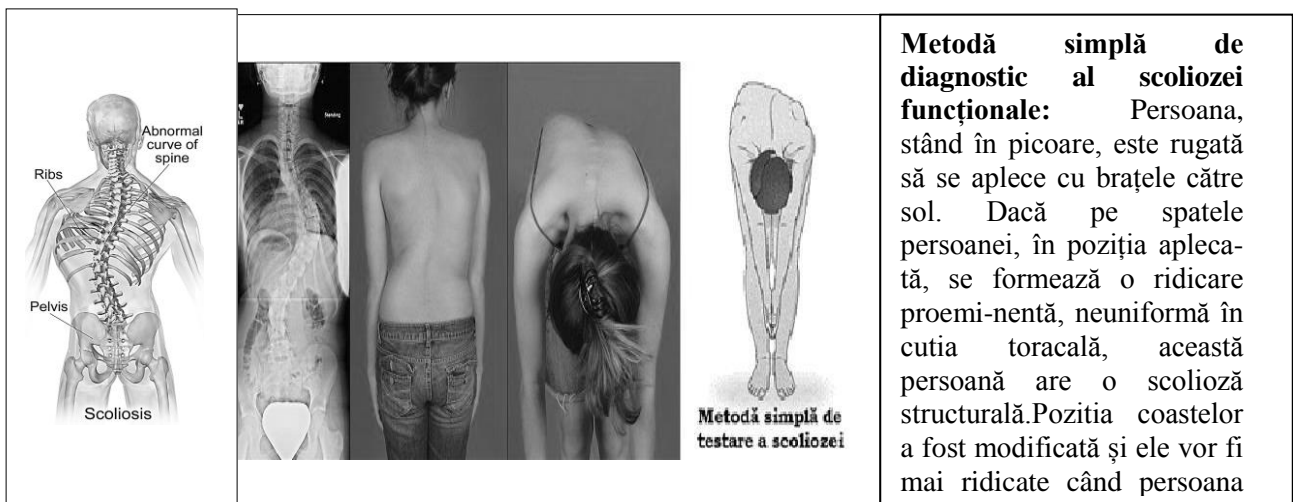 Abnormal
curve of
spine
Ribs
Pelvis
Scoliosis
Standing
Metodă simplă de
testare a scoliozei
Metodă simplă de
diagnostic al scoliozei
funcționale: Persoana,
stând în picoare, este rugată
să se aplece cu brațele către
sol. Dacă pe spatele
persoanei, în poziția apleca-
tă, se formează o ridicare
proemi-nentă, neuniformă în
cutia toracală, această
persoană are o scolioză
structurală.Pozitia coastelor
a fost modificată și ele vor fi
mai ridicate când persoana